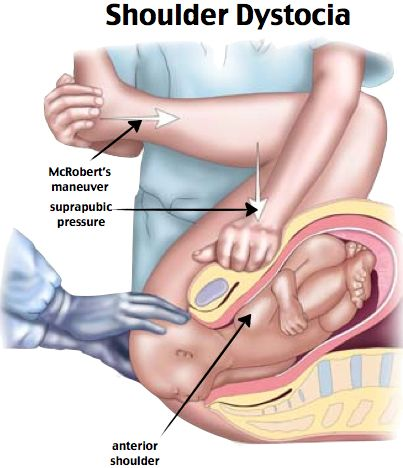 Shoulder Dystocia
McRobert's
maneuver
suprapubic
pressure
anterior
shoulder